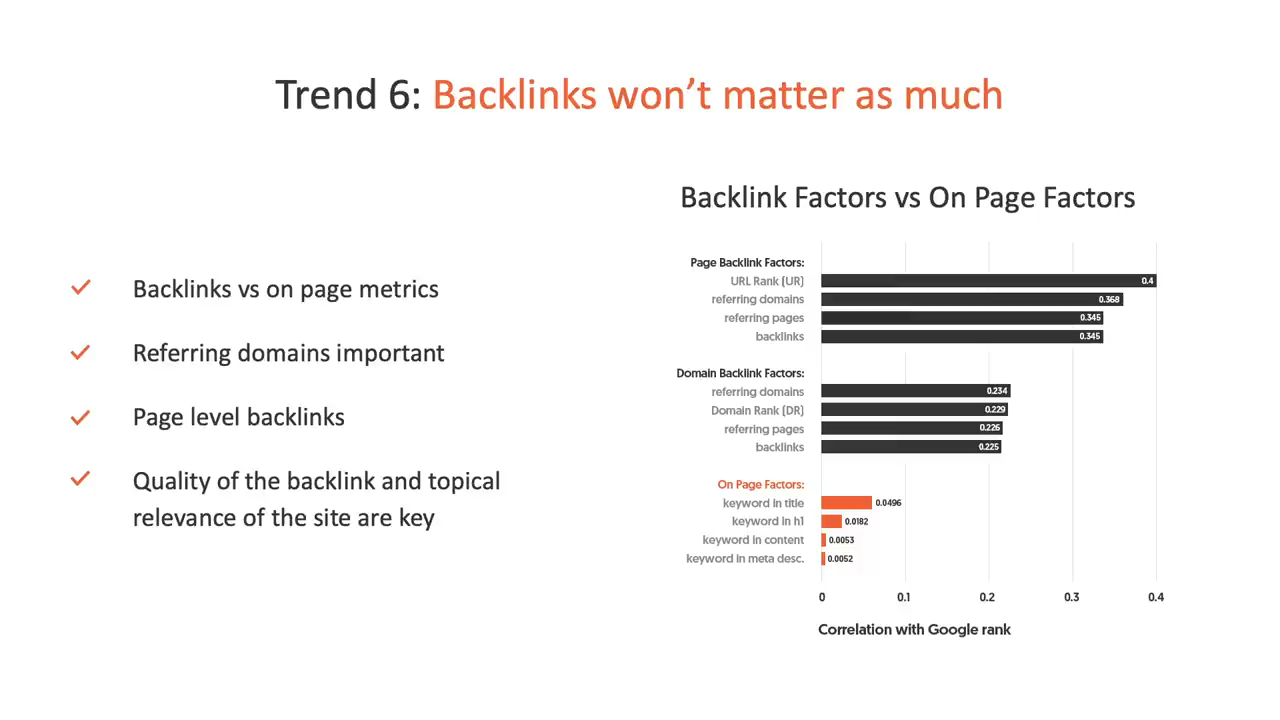 Trend 6: Backlinks won’t matter as much
Backlinks vs on page metrics
Referring domains important
Page level backlinks
Quality of the backlink and topical
relevance of the site are key
Backlink Factors vs On Page Factors
Page Backlink Factors:
URL Rank (UR) 0.4
referring domains 0.368
referring pages 0.345
backlinks 0.345
Domain Backlink Factors:
referring domains 0.234
Domain Rank (DR) 0.229
referring pages 0.226
backlinks 0.225
On Page Factors:
keyword in title 0.0496
keyword in h1 0.0182
keyword in content 0.0053
keyword in meta desc. 0.0052
0 0.1 0.2 0.3 0.4
Correlation with Google rank